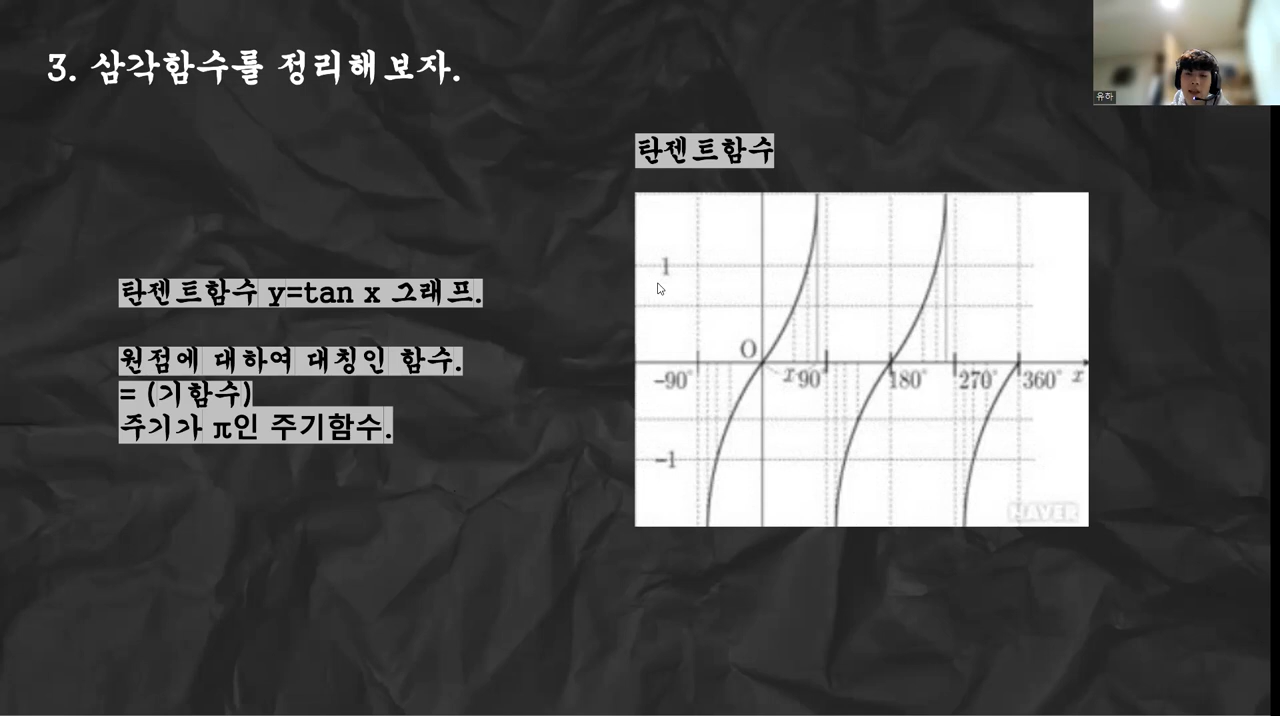 3. 삼각함수를 정리해보자.
유하
탄젠트함수
탄젠트함수 y=tan x 그래프.
원점에 대하여 대칭인 함수.
= (기함수)
주기가 π인 주기함수.
1
O
-90° x 90° 180° 270° 360° x
-1
NAVER